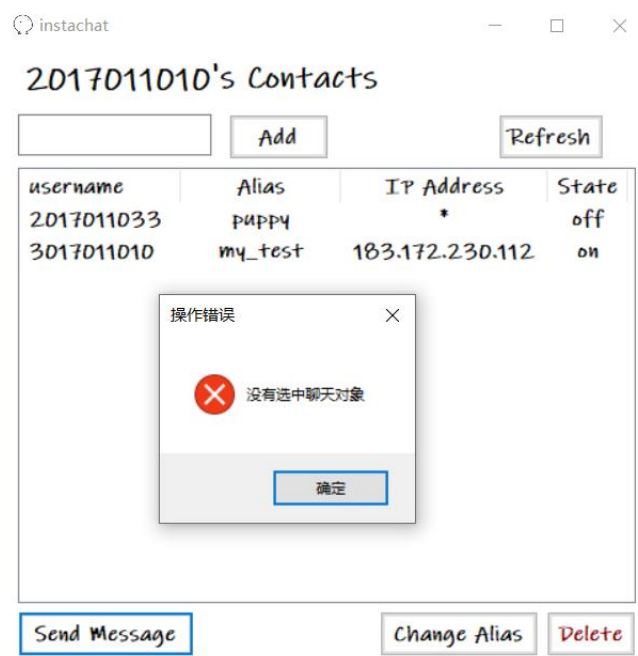 instachat
2017011010's Contacts
Add Refresh
username Alias IP Address State
2017011033 puppy * off
3017011010 my_test 183.172.230.112 on
操作错误
没有选中聊天对象
确定
Send Message Change Alias Delete